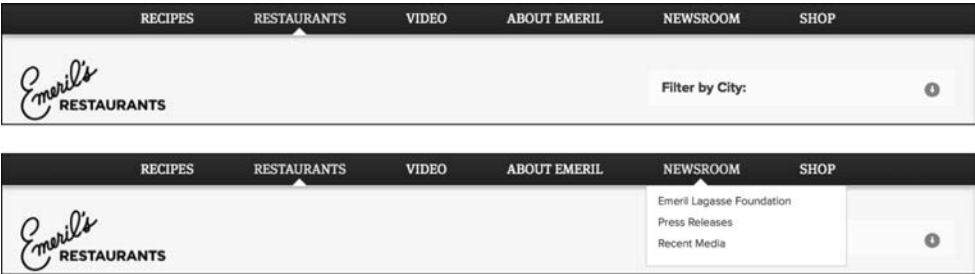 RECIPES RESTAURANTS VIDEO ABOUT EMERIL NEWSROOM SHOP
Emeril's
RESTAURANTS
Filter by City:
RECIPES RESTAURANTS VIDEO ABOUT EMERIL NEWSROOM SHOP
Emeril's
RESTAURANTS
Emeril Lagasse Foundation
Press Releases
Recent Media